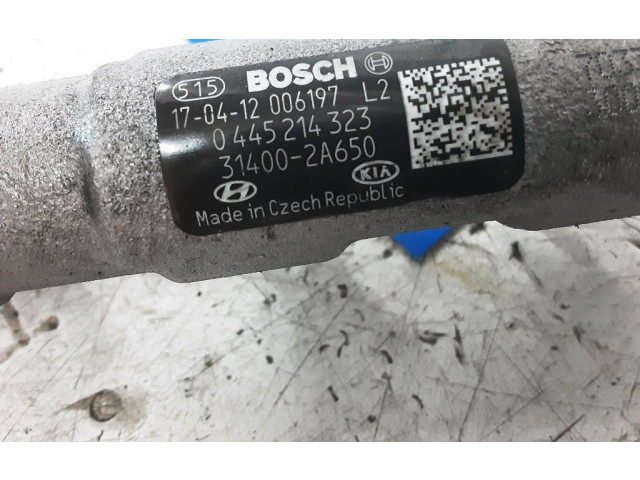 515 BOSCH
17-04-12 006197 L2
0 445 214 323
31400-2A650
KIA
Made in Czech Republic